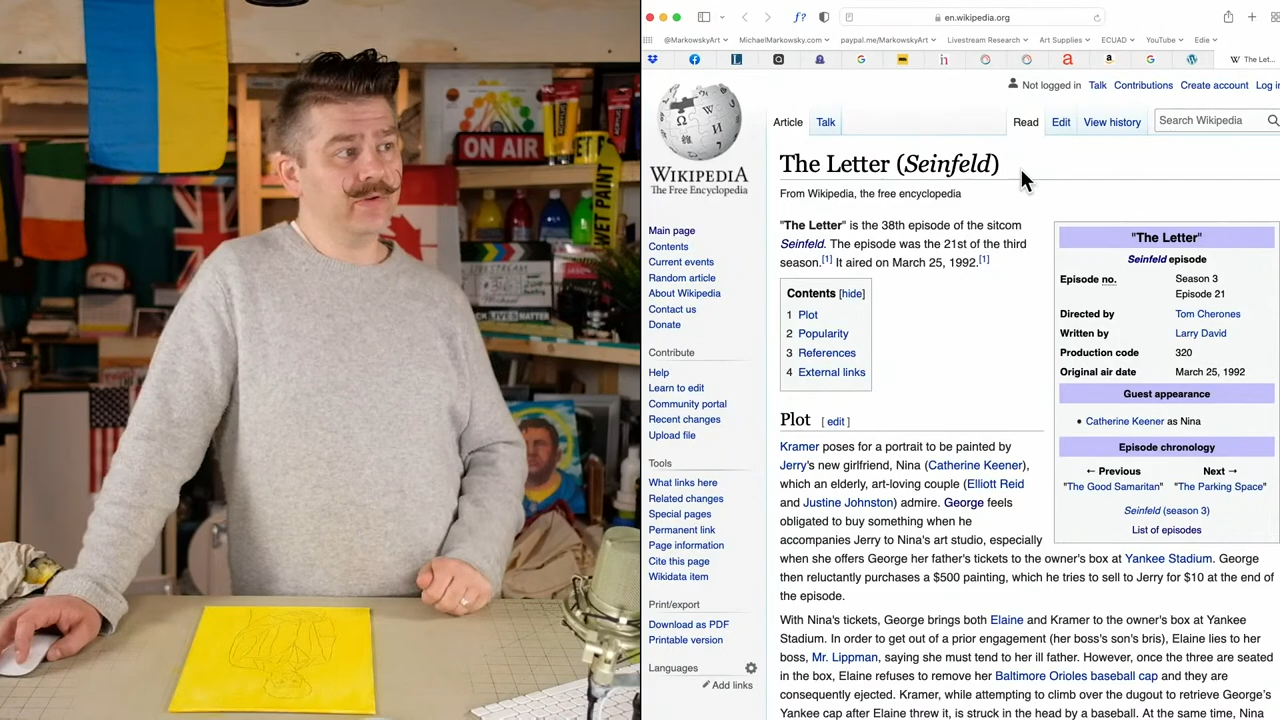 ON AIR
WET PAINT
ACRYLIC
LIVESTREAM
en.wikipedia.org
@MarkowskyArt
MichaelMarkowsky.com
paypal.me/MarkowskyArt
Livestream Research
Art Supplies
ECUAD
YouTube
Edie
W The Let...
WIKIPEDIA
The Free Encyclopedia
Main page
Contents
Current events
Random article
About Wikipedia
Contact us
Donate
Contribute
Help
Learn to edit
Community portal
Recent changes
Upload file
Tools
What links here
Related changes
Special pages
Permanent link
Page information
Cite this page
Wikidata item
Print/export
Download as PDF
Printable version
Languages
Add links
Not logged in Talk Contributions Create account Log in
Article Talk
Read Edit View history
Search Wikipedia
The Letter (Seinfeld)
From Wikipedia, the free encyclopedia
"The Letter" is the 38th episode of the sitcom
Seinfeld. The episode was the 21st of the third
season.[1] It aired on March 25, 1992.[1]
Contents [hide]
1 Plot
2 Popularity
3 References
4 External links
"The Letter"
Seinfeld episode
Episode no. Season 3
Episode 21
Directed by Tom Cherones
Written by Larry David
Production code 320
Original air date March 25, 1992
Guest appearance
• Catherine Keener as Nina
Episode chronology
← Previous Next →
"The Good Samaritan" "The Parking Space"
Seinfeld (season 3)
List of episodes
Plot [ edit ]
Kramer poses for a portrait to be painted by
Jerry's new girlfriend, Nina (Catherine Keener),
which an elderly, art-loving couple (Elliott Reid
and Justine Johnston) admire. George feels
obligated to buy something when he
accompanies Jerry to Nina's art studio, especially
when she offers George her father's tickets to the owner's box at Yankee Stadium. George
then reluctantly purchases a $500 painting, which he tries to sell to Jerry for $10 at the end of
the episode.
With Nina's tickets, George brings both Elaine and Kramer to the owner's box at Yankee
Stadium. In order to get out of a prior engagement (her boss's son's bris), Elaine lies to her
boss, Mr. Lippman, saying she must tend to her ill father. However, once the three are seated
in the box, Elaine refuses to remove her Baltimore Orioles baseball cap and they are
consequently ejected. Kramer, while attempting to climb over the dugout to retrieve George's
Yankee cap after Elaine threw it, is struck in the head by a baseball. At the same time, Nina